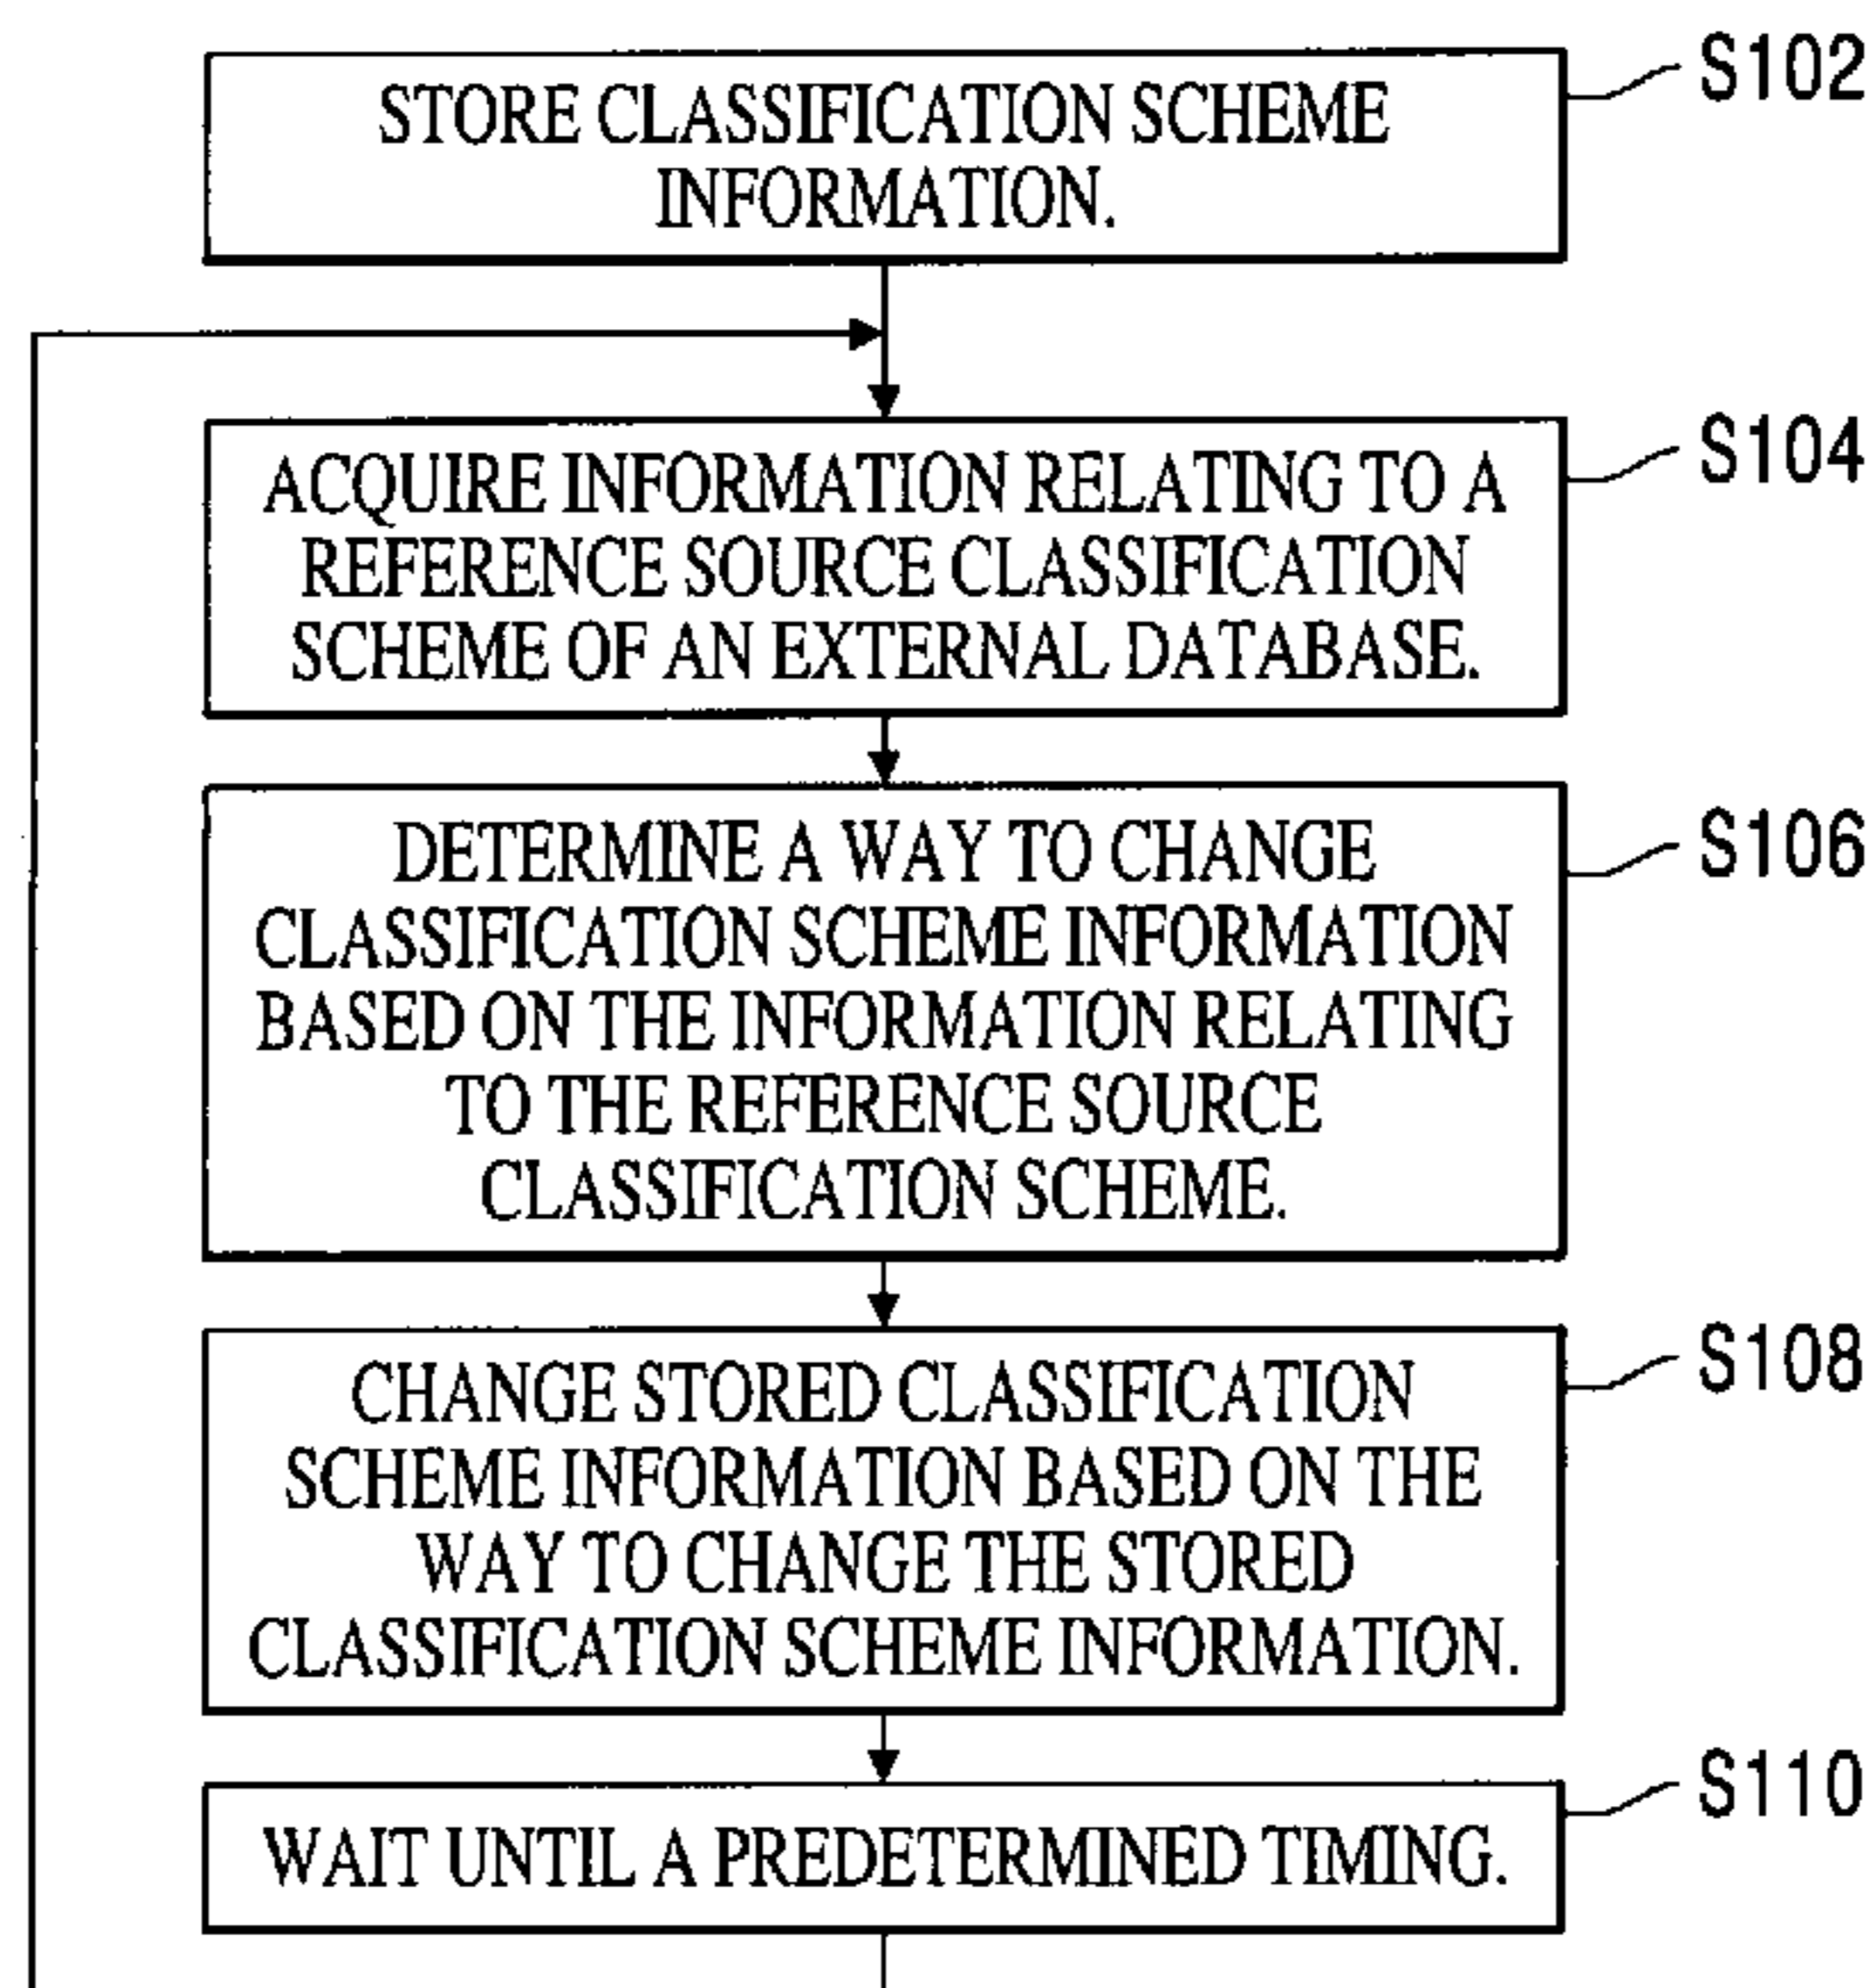 STORE CLASSIFICATION SCHEME
INFORMATION.
S102
ACQUIRE INFORMATION RELATING TO A
REFERENCE SOURCE CLASSIFICATION
SCHEME OF AN EXTERNAL DATABASE.
S104
DETERMINE A WAY TO CHANGE
CLASSIFICATION SCHEME INFORMATION
BASED ON THE INFORMATION RELATING
TO THE REFERENCE SOURCE
CLASSIFICATION SCHEME.
S106
CHANGE STORED CLASSIFICATION
SCHEME INFORMATION BASED ON THE
WAY TO CHANGE THE STORED
CLASSIFICATION SCHEME INFORMATION.
S108
WAIT UNTIL A PREDETERMINED TIMING.
S110